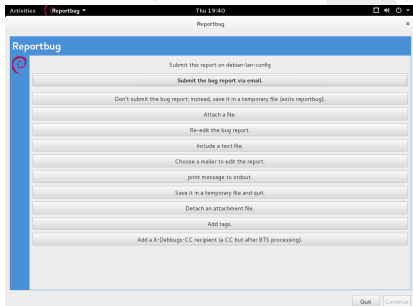 Activities
Reportbug
Thu 19:40
Reportbug
×
Reportbug
Submit this report on debian-lan-config
Submit the bug report via email.
Don't submit the bug report; instead, save it in a temporary file (exits reportbug).
Attach a file.
Re-edit the bug report.
Include a text file.
Choose a mailer to edit the report.
print message to stdout.
Save it in a temporary file and quit.
Detach an attachment file.
Add tags.
Add a X-Debbugs-CC recipient (a CC but after BTS processing).
Quit
Continue